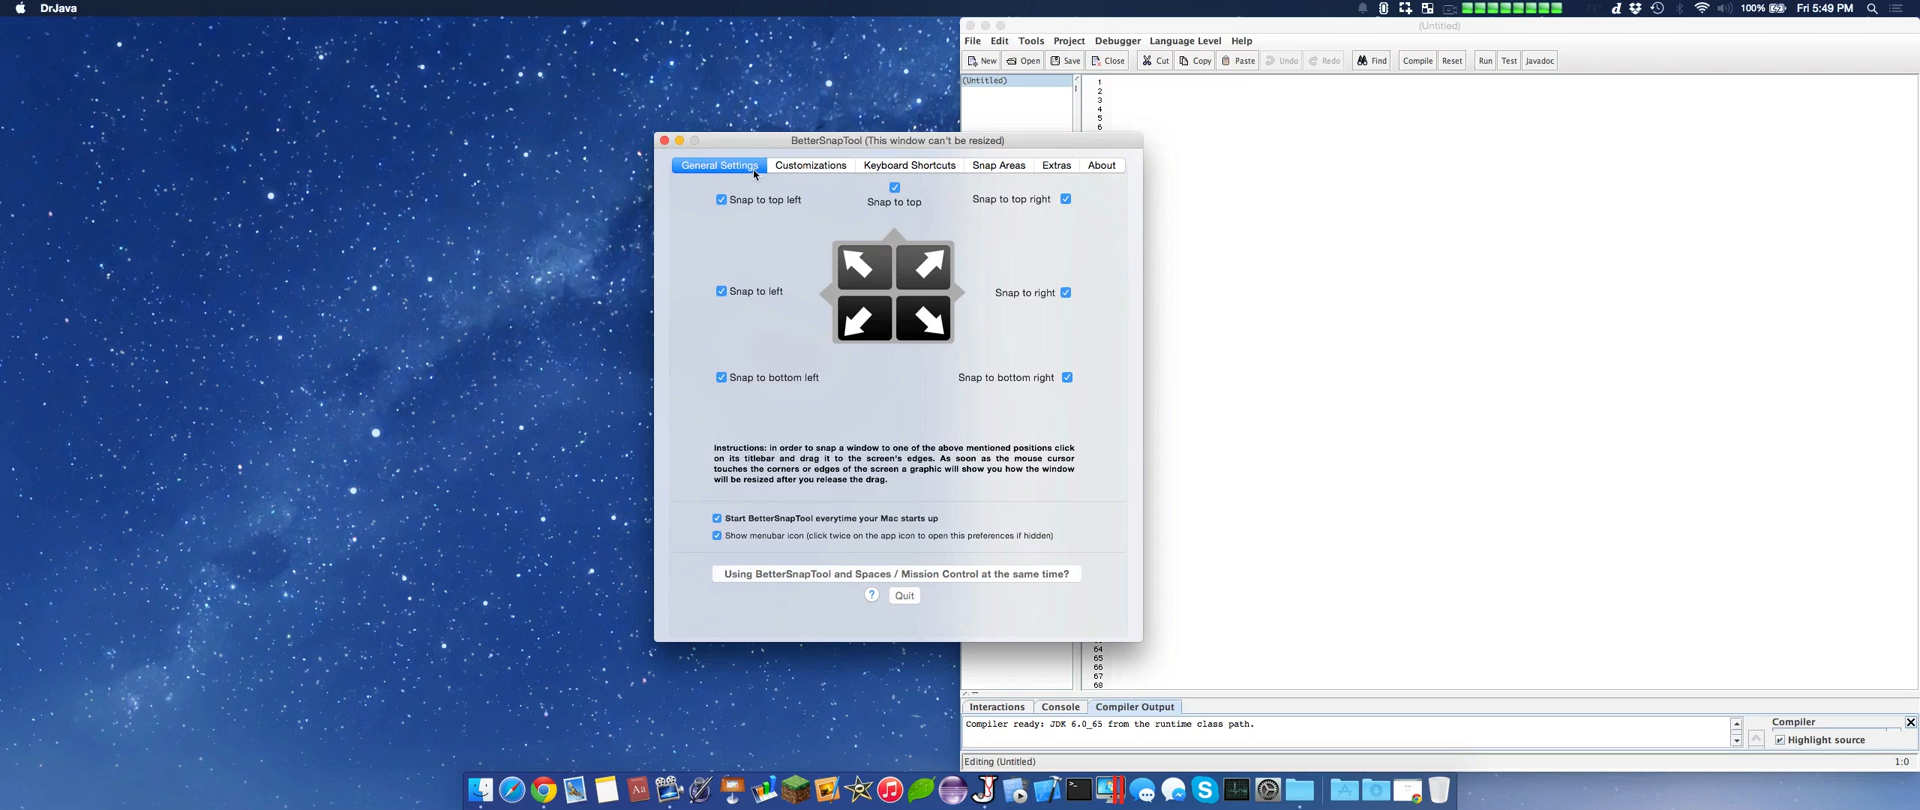 DrJava
100%
Fri 5:49 PM
(Untitled)
File Edit Tools Project Debugger Language Level Help
New Open Save Close Cut Copy Paste Undo Redo Find Compile Reset Run Test Javadoc
(Untitled)
1
2
3
4
5
6
BetterSnapTool (This window can't be resized)
General Settings Customizations Keyboard Shortcuts Snap Areas Extras About
Snap to top left
Snap to top
Snap to top right
Snap to left
Snap to right
Snap to bottom left
Snap to bottom right
Instructions: in order to snap a window to one of the above mentioned positions click
on its titlebar and drag it to the screen's edges. As soon as the mouse cursor
touches the corners or edges of the screen a graphic will show you how the window
will be resized after you release the drag.
Start BetterSnapTool everytime your Mac starts up
Show menubar icon (click twice on the app icon to open this preferences if hidden)
Using BetterSnapTool and Spaces / Mission Control at the same time?
? Quit
64
65
66
67
68
Interactions Console Compiler Output
Compiler ready: JDK 6.0_65 from the runtime class path.
Compiler
Highlight source
Editing (Untitled)
1:0